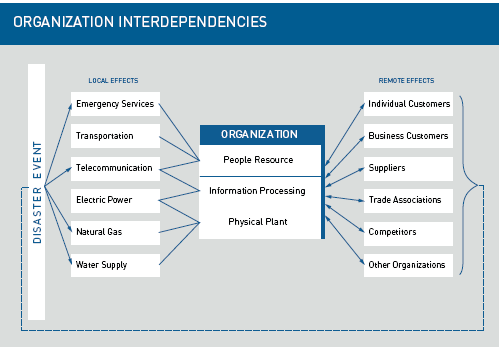 ORGANIZATION INTERDEPENDENCIES
LOCAL EFFECTS
REMOTE EFFECTS
DISASTER EVENT
Emergency Services
Transportation
Telecommunication
Electric Power
Natural Gas
Water Supply
ORGANIZATION
People Resource
Information Processing
Physical Plant
Individual Customers
Business Customers
Suppliers
Trade Associations
Competitors
Other Organizations